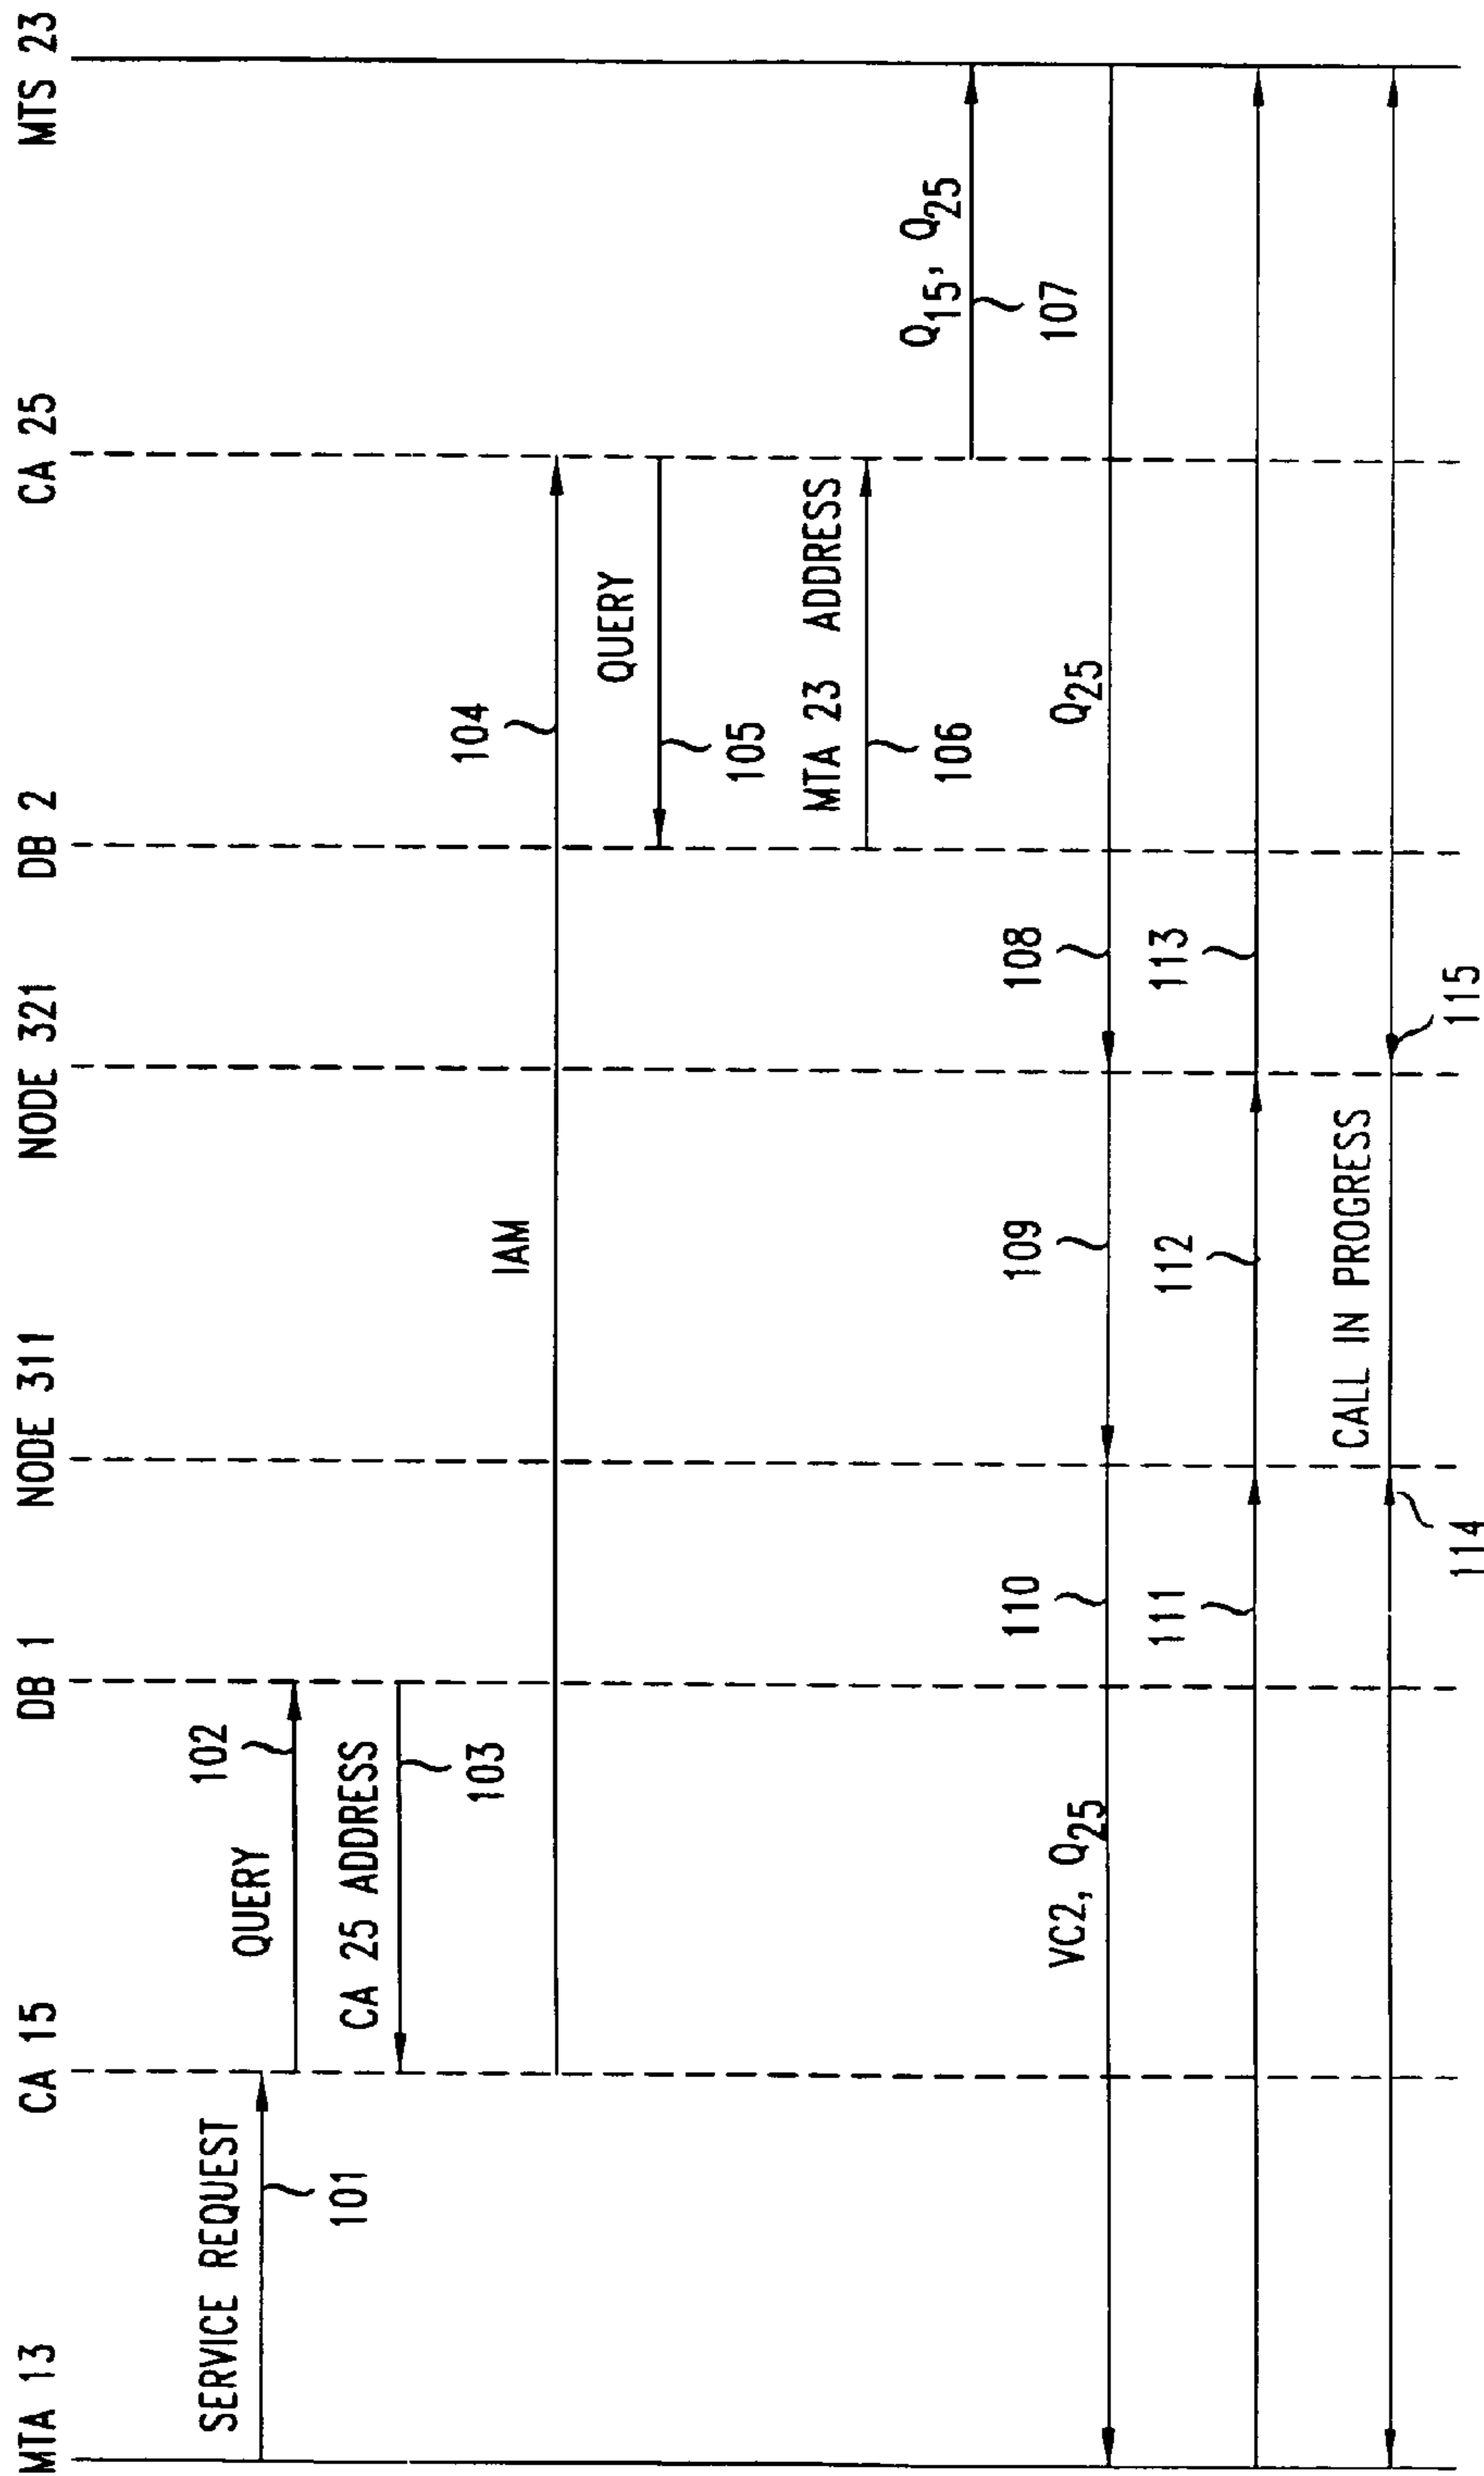 MTA 13
CA 15
DB 1
NODE 311
NODE 321
DB 2
CA 25
MTS 23
SERVICE REQUEST
101
QUERY
102
CA 25 ADDRESS
103
IAM
104
QUERY
105
MTA 23 ADDRESS
106
Q15, Q25
107
VC2, Q25
110
109
108
Q25
111
112
113
CALL IN PROGRESS
114
115